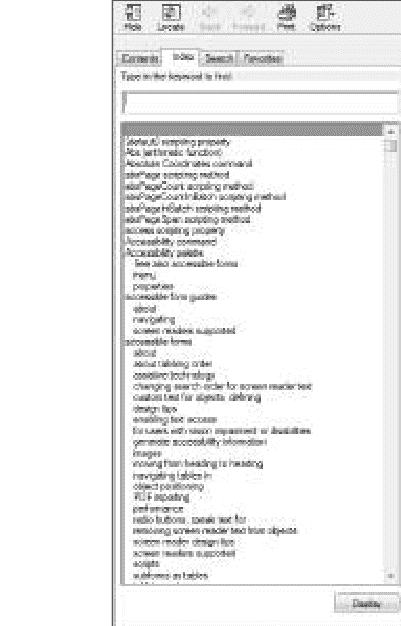 Hide Locate Back Forward Print Options
Contents Index Search Favorites
Type in the keyword to find:
(default) scripting property
Abs (arithmetic function)
Absolute Coordinates command
absPage scripting method
absPageCount scripting method
absPageCountInBatch scripting method
absPageInBatch scripting method
absPageSpan scripting method
access scripting property
Accessibility command
Accessibility palette
See also accessible forms
menu
properties
accessible form guides
about
navigating
screen readers supported
accessible forms
about
about tabbing order
assistive technology
changing search order for screen reader text
custom text for objects, defining
design tips
enabling text access
for users with vision impairment or disabilities
generate accessibility information
images
moving from heading to heading
navigating tables in
object positioning
PDF
performance
radio buttons, speak text for
removing screen reader text from objects
screen reader design tips
screen readers supported
scripts
subforms as tables
Display